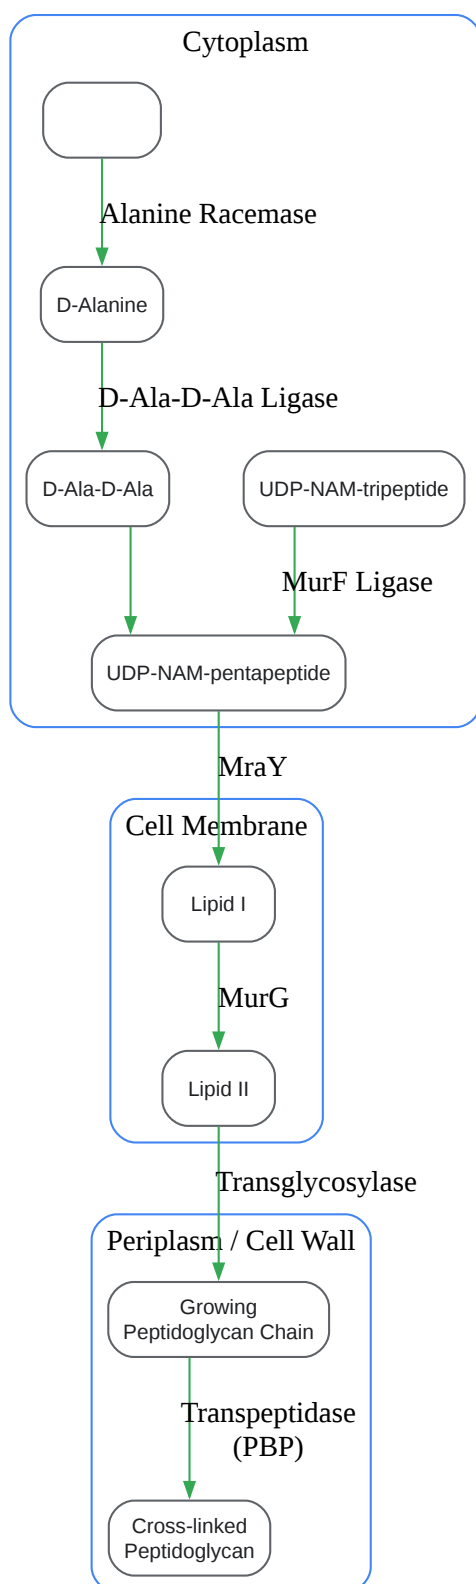 Cytoplasm
Alanine Racemase
D-Alanine
D-Ala-D-Ala Ligase
D-Ala-D-Ala
UDP-NAM-tripeptide
MurF Ligase
UDP-NAM-pentapeptide
MraY
Cell Membrane
Lipid I
MurG
Lipid II
Transglycosylase
Periplasm / Cell Wall
Growing
Peptidoglycan Chain
Transpeptidase
(PBP)
Cross-linked
Peptidoglycan